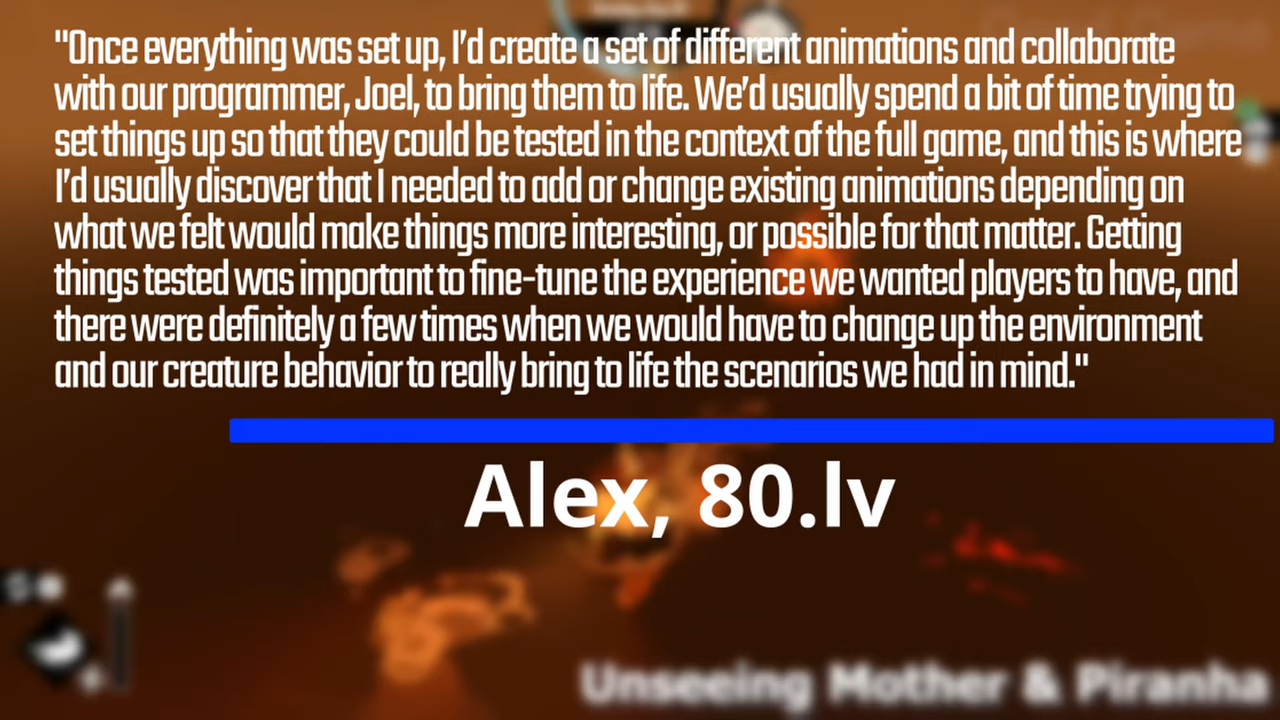 "Once everything was set up, I’d create a set of different animations and collaborate
with our programmer, Joel, to bring them to life. We’d usually spend a bit of time trying to
set things up so that they could be tested in the context of the full game, and this is where
I’d usually discover that I needed to add or change existing animations depending on
what we felt would make things more interesting, or possible for that matter. Getting
things tested was important to fine-tune the experience we wanted players to have, and
there were definitely a few times when we would have to change up the environment
and our creature behavior to really bring to life the scenarios we had in mind."
Alex, 80.lv
Unseeing Mother & Piranha